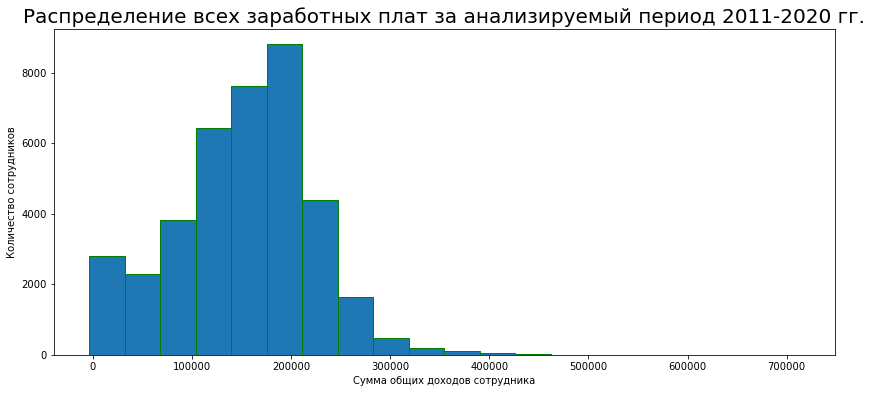 Распределение всех заработных плат за анализируемый период 2011-2020 гг.
Количество сотрудников
8000
6000
4000
2000
0
0 100000 200000 300000 400000 500000 600000 700000
Сумма общих доходов сотрудника